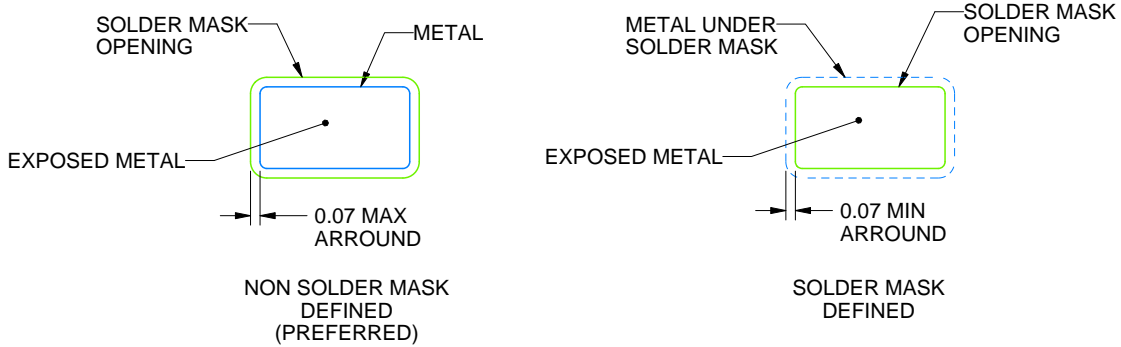 SOLDER MASK
OPENING
METAL
EXPOSED METAL
0.07 MAX
ARROUND
NON SOLDER MASK
DEFINED
(PREFERRED)
METAL UNDER
SOLDER MASK
SOLDER MASK
OPENING
EXPOSED METAL
0.07 MIN
ARROUND
SOLDER MASK
DEFINED